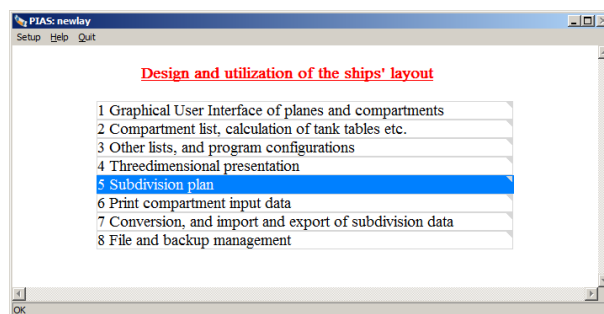 PIAS: newlay
Setup Help Quit
Design and utilization of the ships' layout
1 Graphical User Interface of planes and compartments
2 Compartment list, calculation of tank tables etc.
3 Other lists, and program configurations
4 Threedimensional presentation
5 Subdivision plan
6 Print compartment input data
7 Conversion, and import and export of subdivision data
8 File and backup management
OK